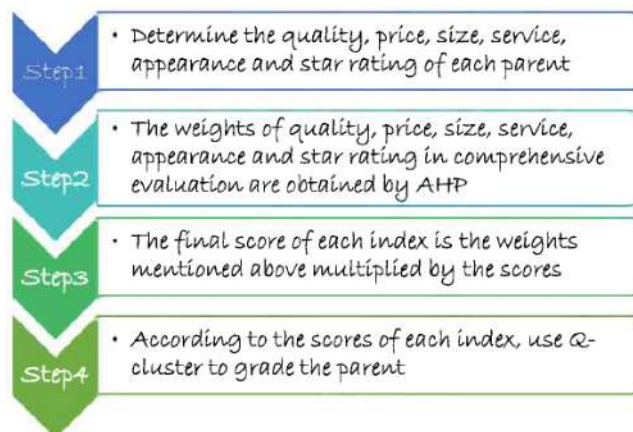 Step1
• Determine the quality, price, size, service,
appearance and star rating of each parent
Step2
• The weights of quality, price, size, service,
appearance and star rating in comprehensive
evaluation are obtained by AHP
Step3
• The final score of each index is the weights
mentioned above multiplied by the scores
Step4
• According to the scores of each index, use Q-
cluster to grade the parent